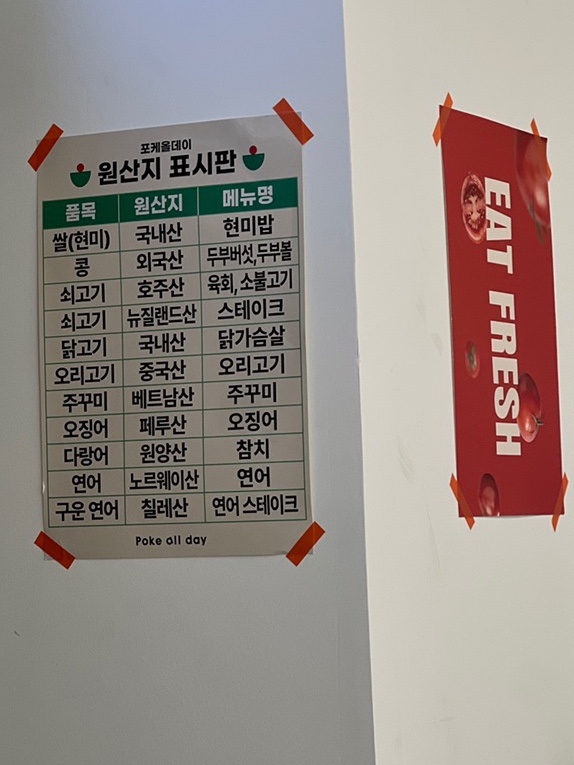 포케올데이
원산지 표시판
품목 원산지 메뉴명
쌀(현미) 국내산 현미밥
콩 외국산 두부버섯,두부볼
쇠고기 호주산 육회, 소불고기
쇠고기 뉴질랜드산 스테이크
닭고기 국내산 닭가슴살
오리고기 중국산 오리고기
주꾸미 베트남산 주꾸미
오징어 페루산 오징어
다랑어 원양산 참치
연어 노르웨이산 연어
구운 연어 칠레산 연어 스테이크
Poke all day
EAT FRESH